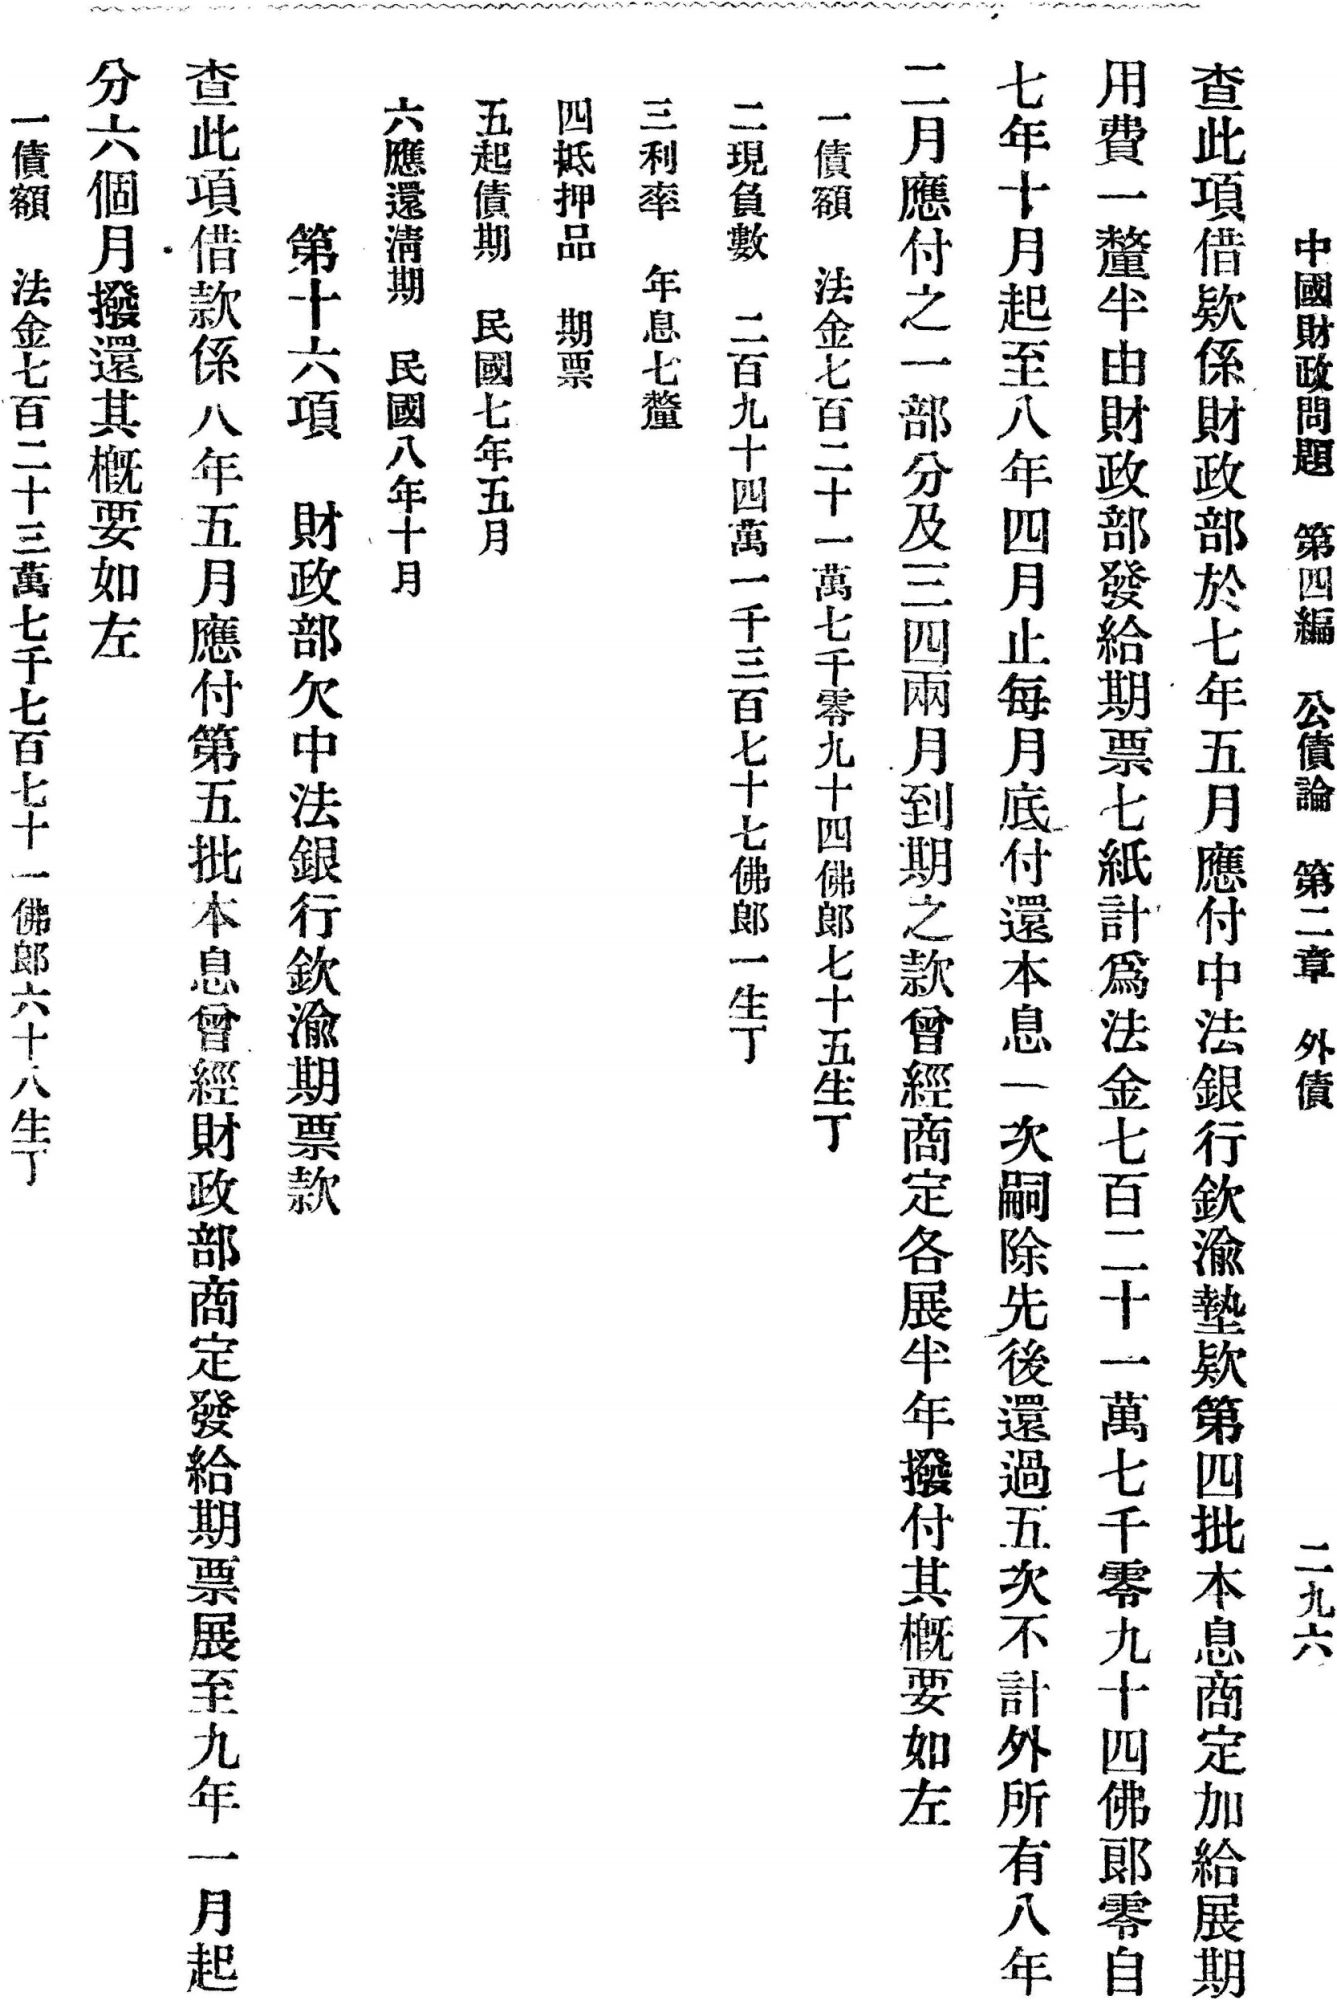 中國財政問題　第四編　公債論　第二章　外債　二九六
查此項借欵係財政部於七年五月應付中法銀行欽渝墊欵第四批本息商定加給展期
用費一釐半由財政部發給期票七紙計爲法金七百二十一萬七千零九十四佛郞零自
七年十月起至八年四月止每月底付還本息一次嗣除先後還過五次不計外所有八年
二月應付之一部分及三四兩月到期之款曾經商定各展半年撥付其槪要如左
一債額　法金七百二十一萬七千零九十四佛郞七十五生丁
二現負數　二百九十四萬一千三百七十七佛郞一生丁
三利率　年息七釐
四抵押品　期票
五起債期　民國七年五月
六應還淸期　民國八年十月
第十六項　財政部欠中法銀行欽渝期票款
查此項借款係八年五月應付第五批本息曾經財政部商定發給期票展至九年一月起
分六個月撥還其槪要如左
一債額　法金七百二十三萬七千七百七十一佛郞六十八生丁